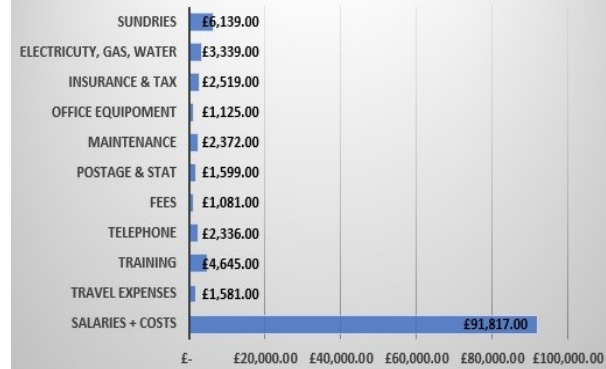 SUNDRIES £6,139.00
ELECTRICUTY, GAS, WATER £3,339.00
INSURANCE & TAX £2,519.00
OFFICE EQUIPOMENT £1,125.00
MAINTENANCE £2,372.00
POSTAGE & STAT £1,599.00
FEES £1,081.00
TELEPHONE £2,336.00
TRAINING £4,645.00
TRAVEL EXPENSES £1,581.00
SALARIES + COSTS £91,817.00
£- £20,000.00 £40,000.00 £60,000.00 £80,000.00 £100,000.00